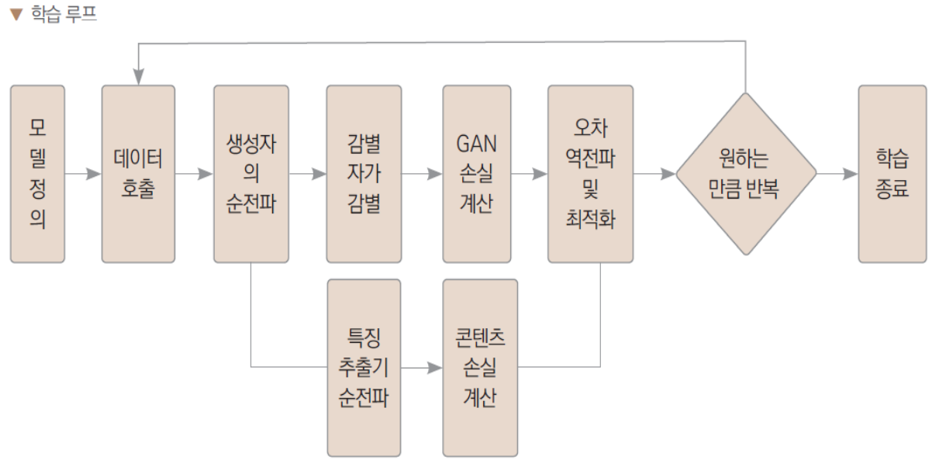 ▼ 학습 루프
모
델
정
의
데이터
호출
생성자
의
순전파
감별
자가
감별
GAN
손실
계산
오차
역전파
및
최적화
원하는
만큼 반복
학습
종료
특징
추출기
순전파
콘텐츠
손실
계산